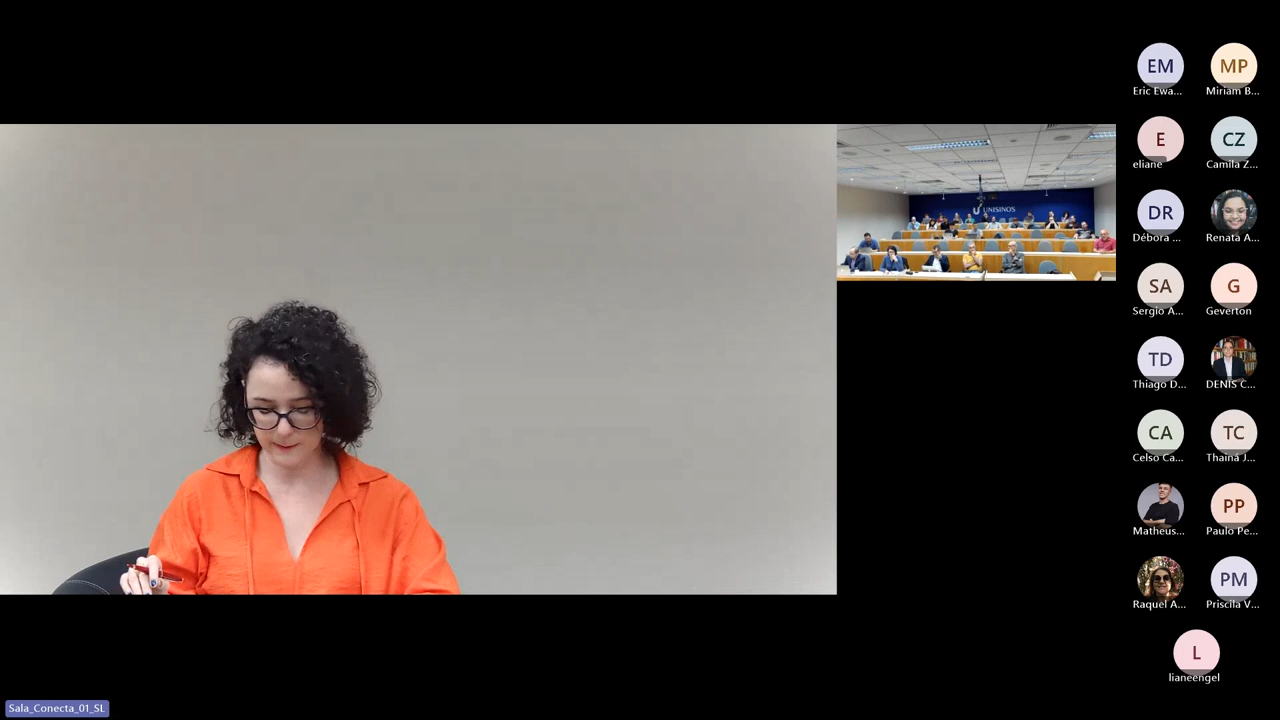 UNISINOS
EM
Eric Ewa...
MP
Miriam B...
E
eliane
CZ
Camila Z...
DR
Débora ...
Renata A...
SA
Sergio A...
G
Geverton
TD
Thiago D...
DENIS C...
CA
Celso Ca...
TC
Thainá J...
Matheus...
PP
Paulo Pe...
Raquel A...
PM
Priscila V...
L
lianeengel
Sala_Conecta_01_SL